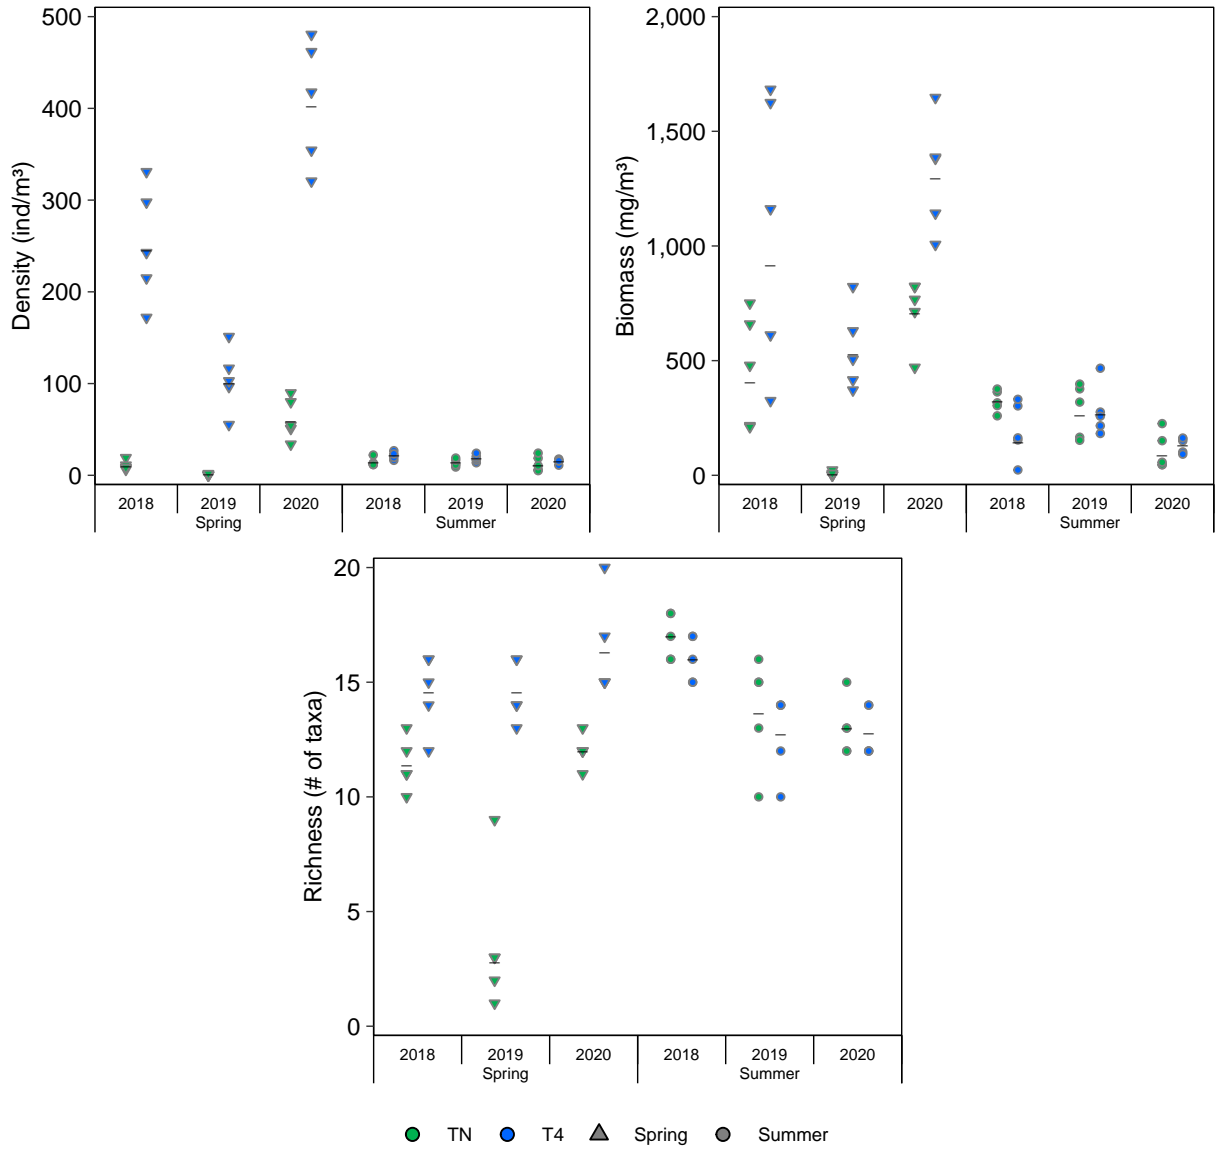 500
400
300
200
100
0
Density (ind/m³)
2018 2019 2020 2018 2019 2020
Spring Summer
2,000
1,500
1,000
500
0
Biomass (mg/m³)
2018 2019 2020 2018 2019 2020
Spring Summer
20
15
10
5
0
Richness (# of taxa)
2018 2019 2020 2018 2019 2020
Spring Summer
TN T4 Spring Summer